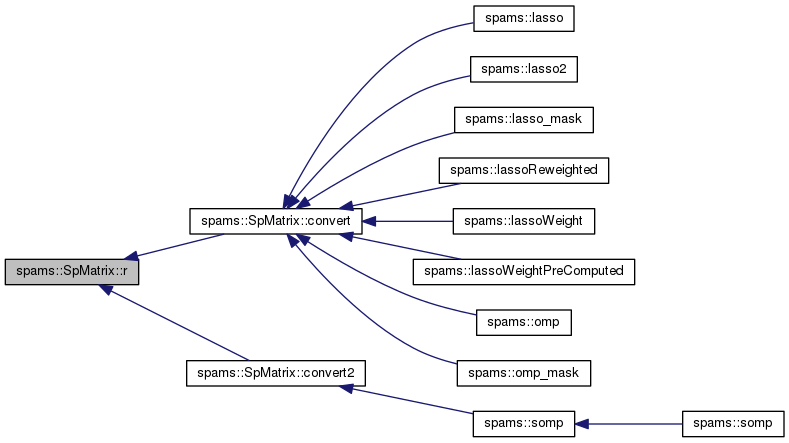 spams::lasso
spams::lasso2
spams::lasso_mask
spams::lassoReweighted
spams::SpMatrix::convert
spams::lassoWeight
spams::SpMatrix::r
spams::lassoWeightPreComputed
spams::omp
spams::SpMatrix::convert2
spams::omp_mask
spams::somp
spams::somp